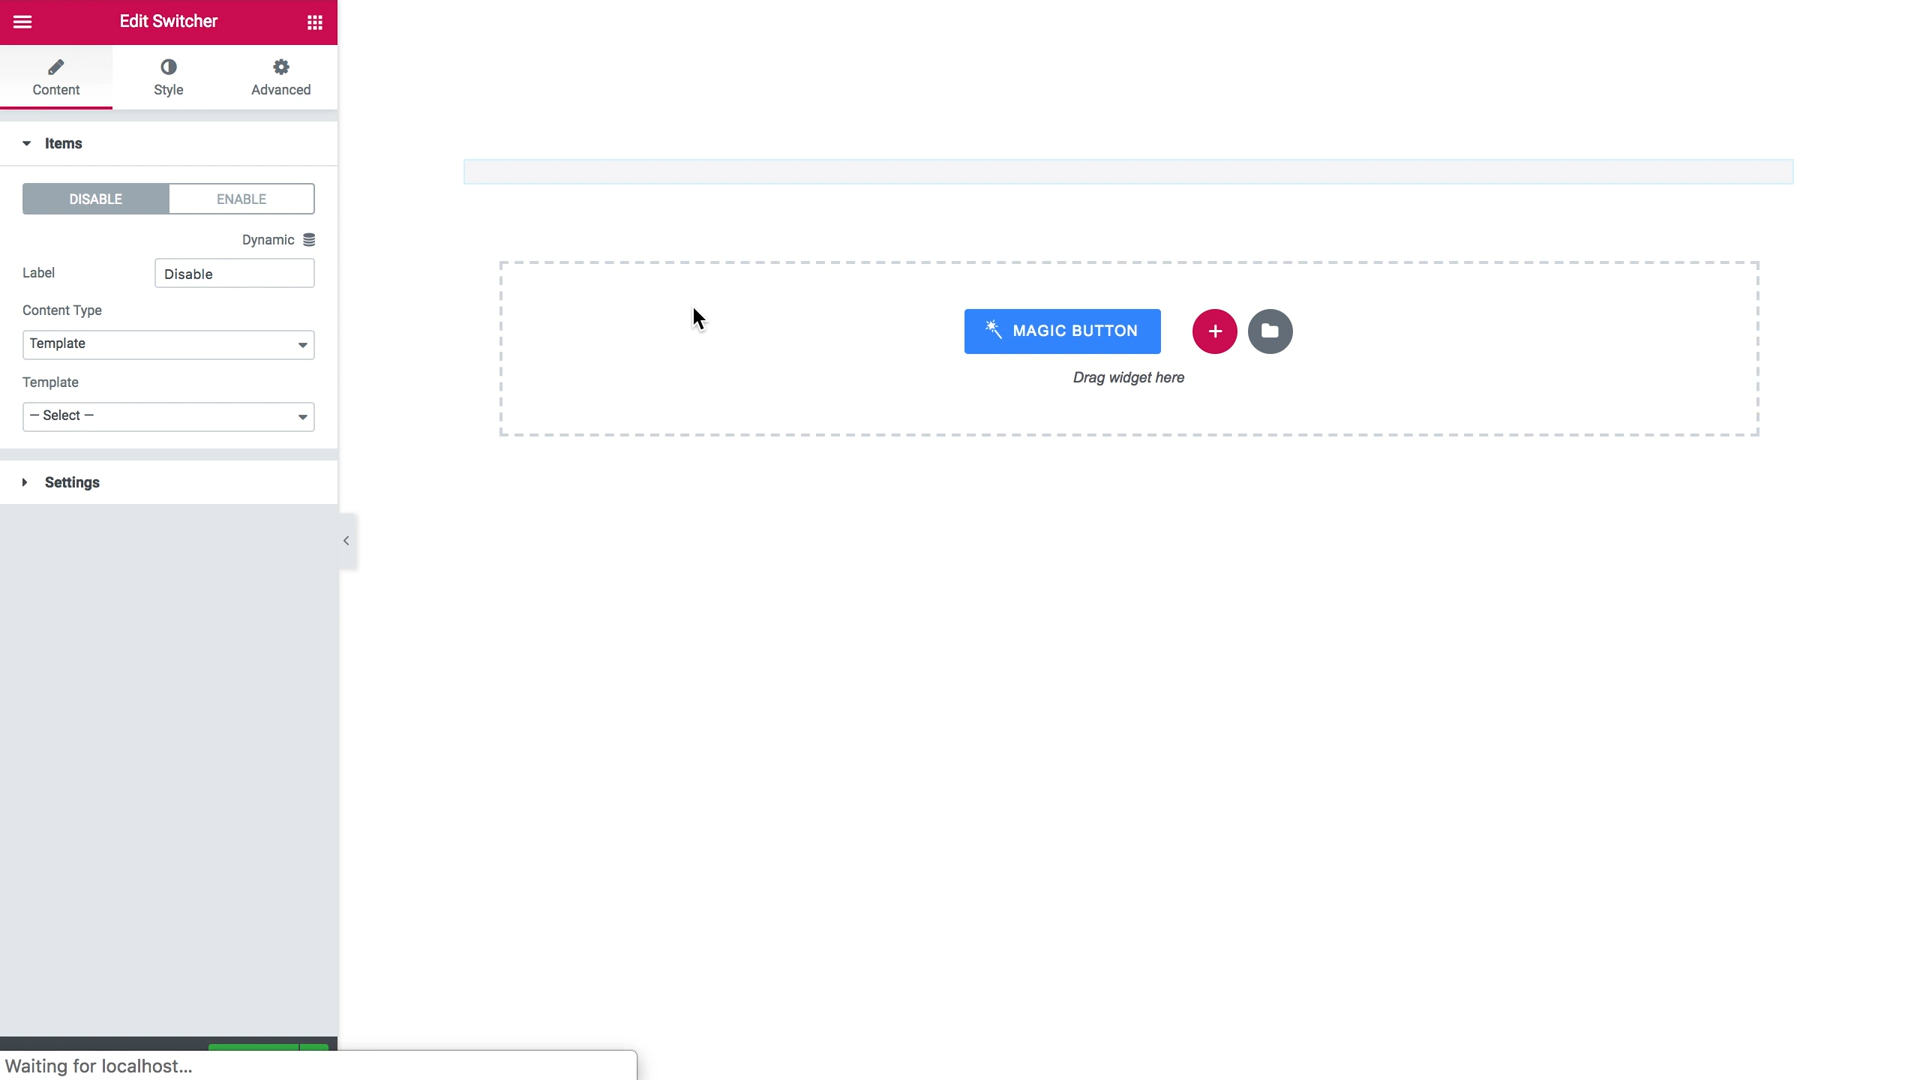 Edit Switcher
Content
Style
Advanced
Items
DISABLE
ENABLE
Dynamic
Label
Disable
Content Type
Template
Template
— Select —
Settings
MAGIC BUTTON
Drag widget here
Waiting for localhost...